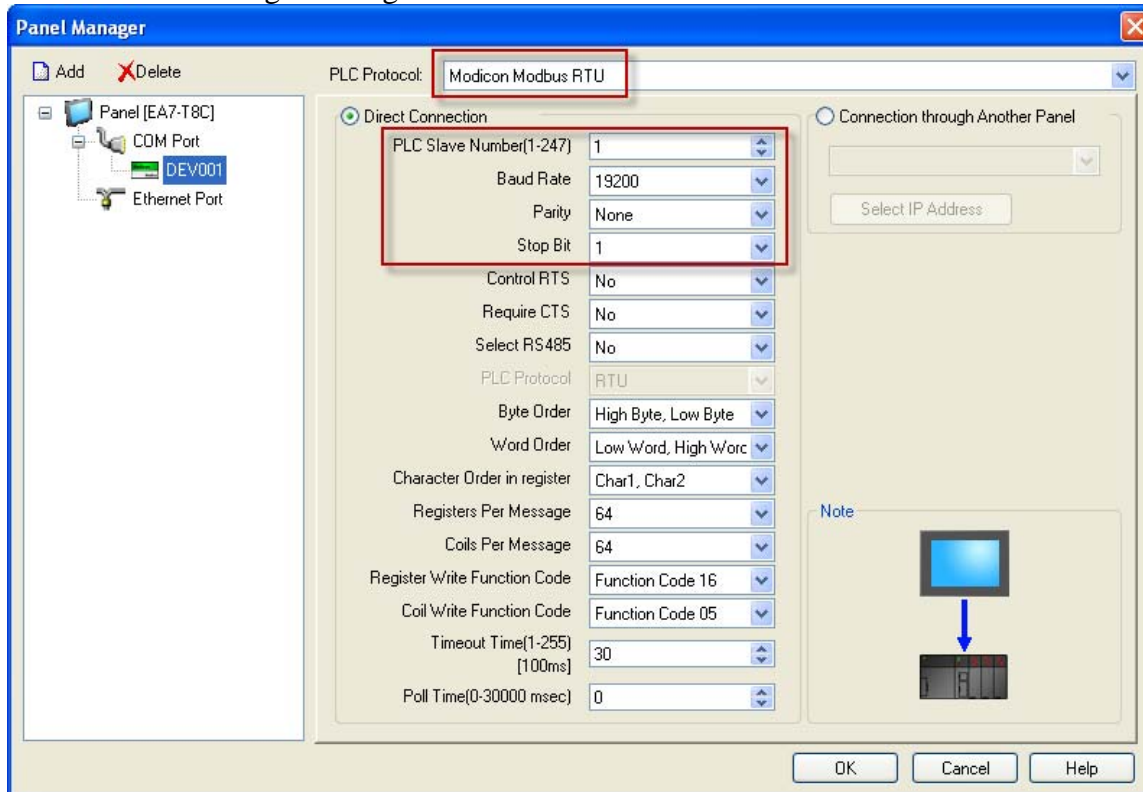 Panel Manager
Add Delete PLC Protocol: Modicon Modbus RTU
Panel [EA7-T8C]
COM Port
DEV001
Ethernet Port
Direct Connection
PLC Slave Number(1-247) 1
Baud Rate 19200
Parity None
Stop Bit 1
Control RTS No
Require CTS No
Select RS485 No
PLC Protocol RTU
Byte Order High Byte, Low Byte
Word Order Low Word, High Worc
Character Order in register Char1, Char2
Registers Per Message 64
Coils Per Message 64
Register Write Function Code Function Code 16
Coil Write Function Code Function Code 05
Timeout Time(1-255)
[100ms] 30
Poll Time(0-30000 msec) 0
Connection through Another Panel
Select IP Address
Note
OK Cancel Help